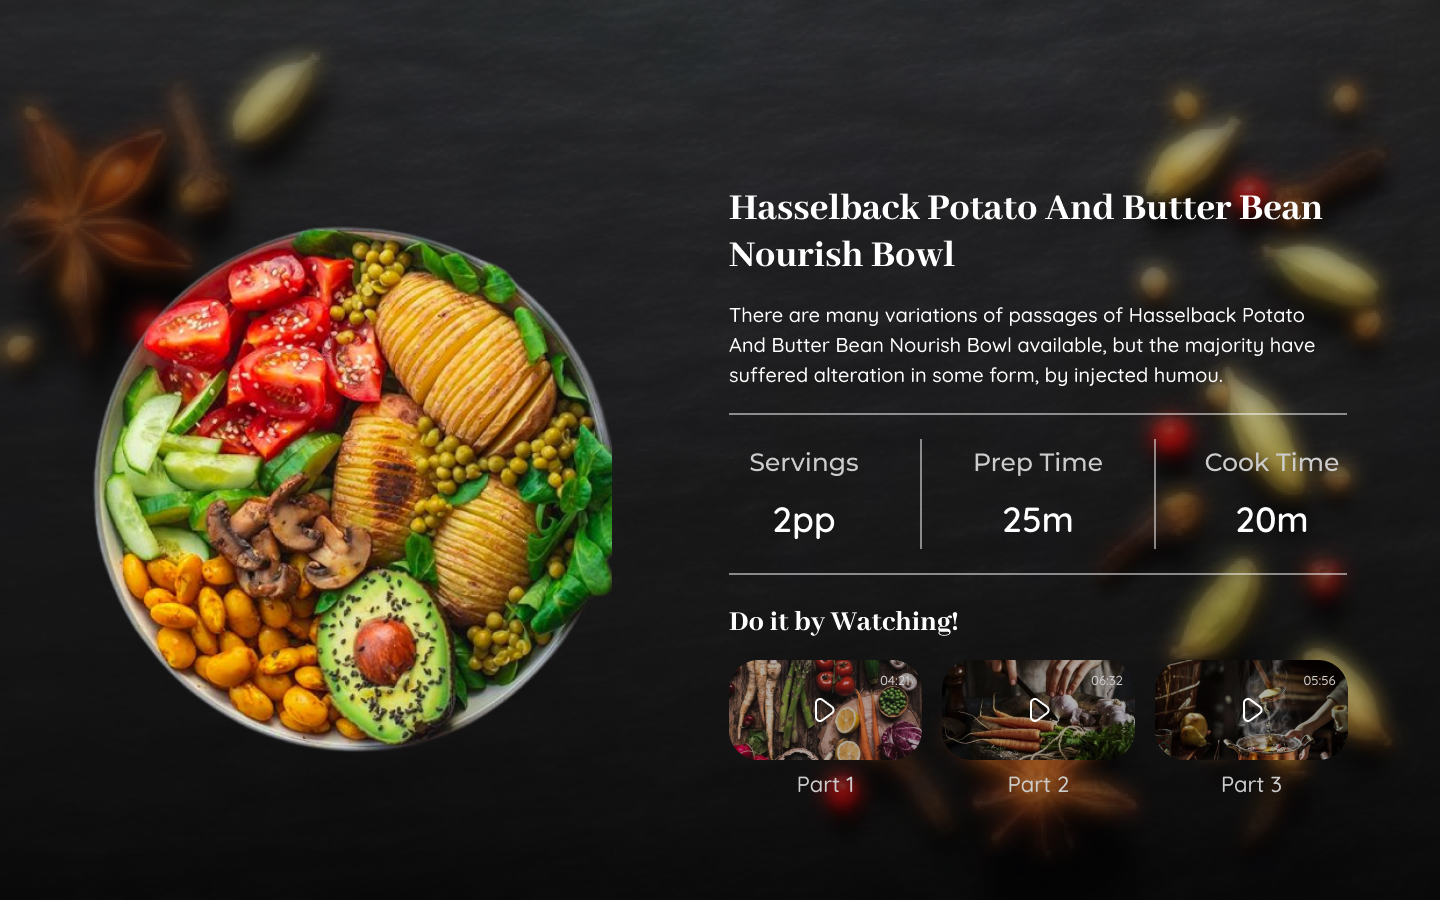 Hasselback Potato And Butter Bean
Nourish Bowl
There are many variations of passages of Hasselback Potato
And Butter Bean Nourish Bowl available, but the majority have
suffered alteration in some form, by injected humou.
Servings
Prep Time
Cook Time
2pp
25m
20m
Do it by Watching!
04:21
06:32
05:56
Part 1
Part 2
Part 3